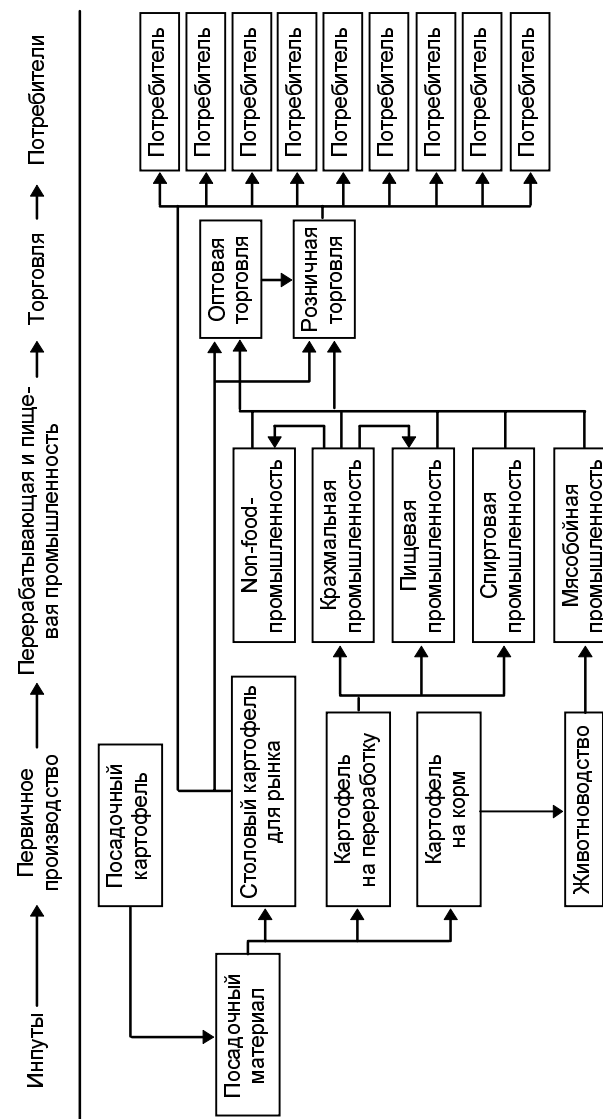 Инпуты
Первичное
производство
Перерабатывающая и пище-
вая промышленность
Торговля
Потребители
Посадочный
материал
Посадочный
картофель
Столовый картофель
для рынка
Картофель
на переработку
Картофель
на корм
Животноводство
Non-food-
промышленность
Крахмальная
промышленность
Пищевая
промышленность
Спиртовая
промышленность
Мясобойная
промышленность
Оптовая
торговля
Розничная
торговля
Потребитель
Потребитель
Потребитель
Потребитель
Потребитель
Потребитель
Потребитель
Потребитель
Потребитель